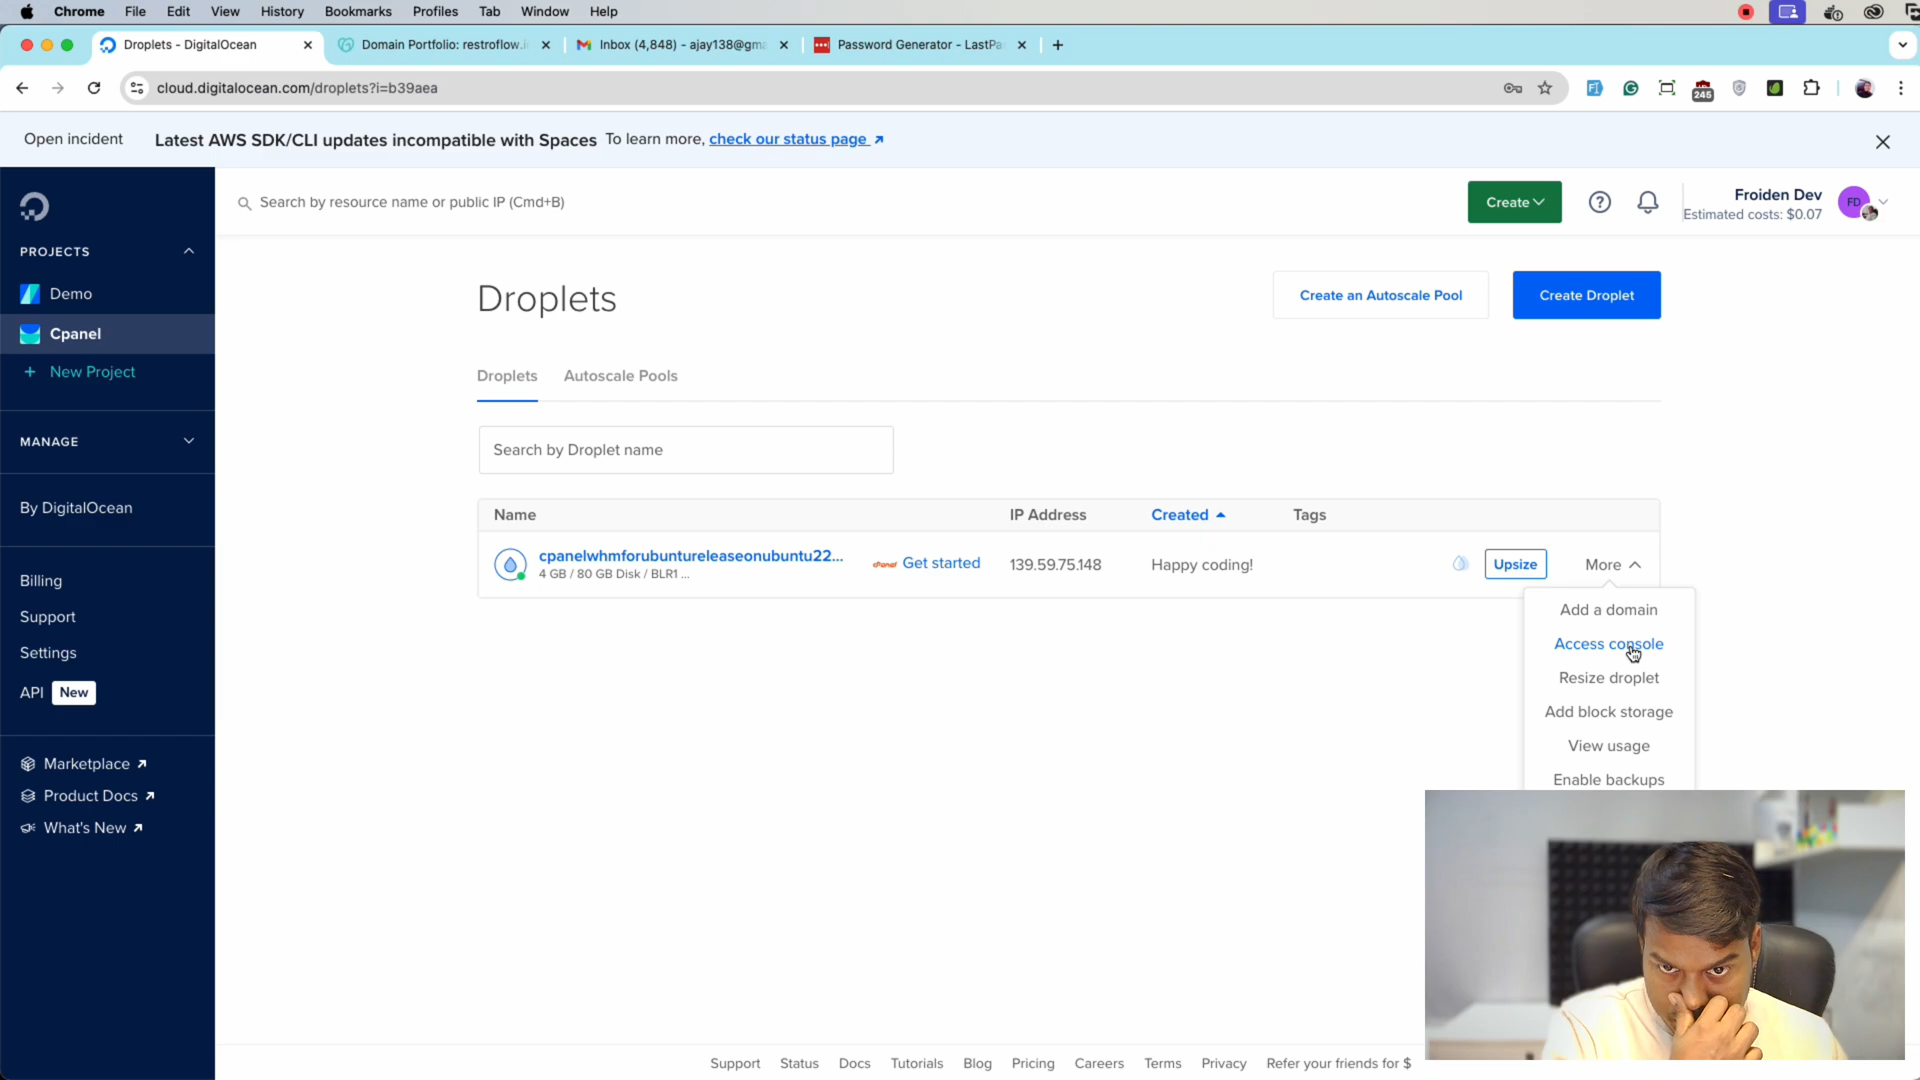 Chrome File Edit View History Bookmarks Profiles Tab Window Help
Droplets - DigitalOcean
Domain Portfolio: restroflow.i
Inbox (4,848) - ajay138@gma
Password Generator - LastPa
cloud.digitalocean.com/droplets?i=b39aea
245
Open incident Latest AWS SDK/CLI updates incompatible with Spaces To learn more, check our status page
Search by resource name or public IP (Cmd+B)
Create
Froiden Dev
Estimated costs: $0.07
FD
PROJECTS
Demo
Cpanel
+ New Project
MANAGE
By DigitalOcean
Billing
Support
Settings
API New
Marketplace
Product Docs
What's New
Droplets
Create an Autoscale Pool
Create Droplet
Droplets Autoscale Pools
Search by Droplet name
Name IP Address Created Tags
cpanelwhmforubuntureleaseonubuntu22...
4 GB / 80 GB Disk / BLR1 ...
cPanel Get started
139.59.75.148
Happy coding!
Upsize
More
Add a domain
Access console
Resize droplet
Add block storage
View usage
Enable backups
Support Status Docs Tutorials Blog Pricing Careers Terms Privacy Refer your friends for $